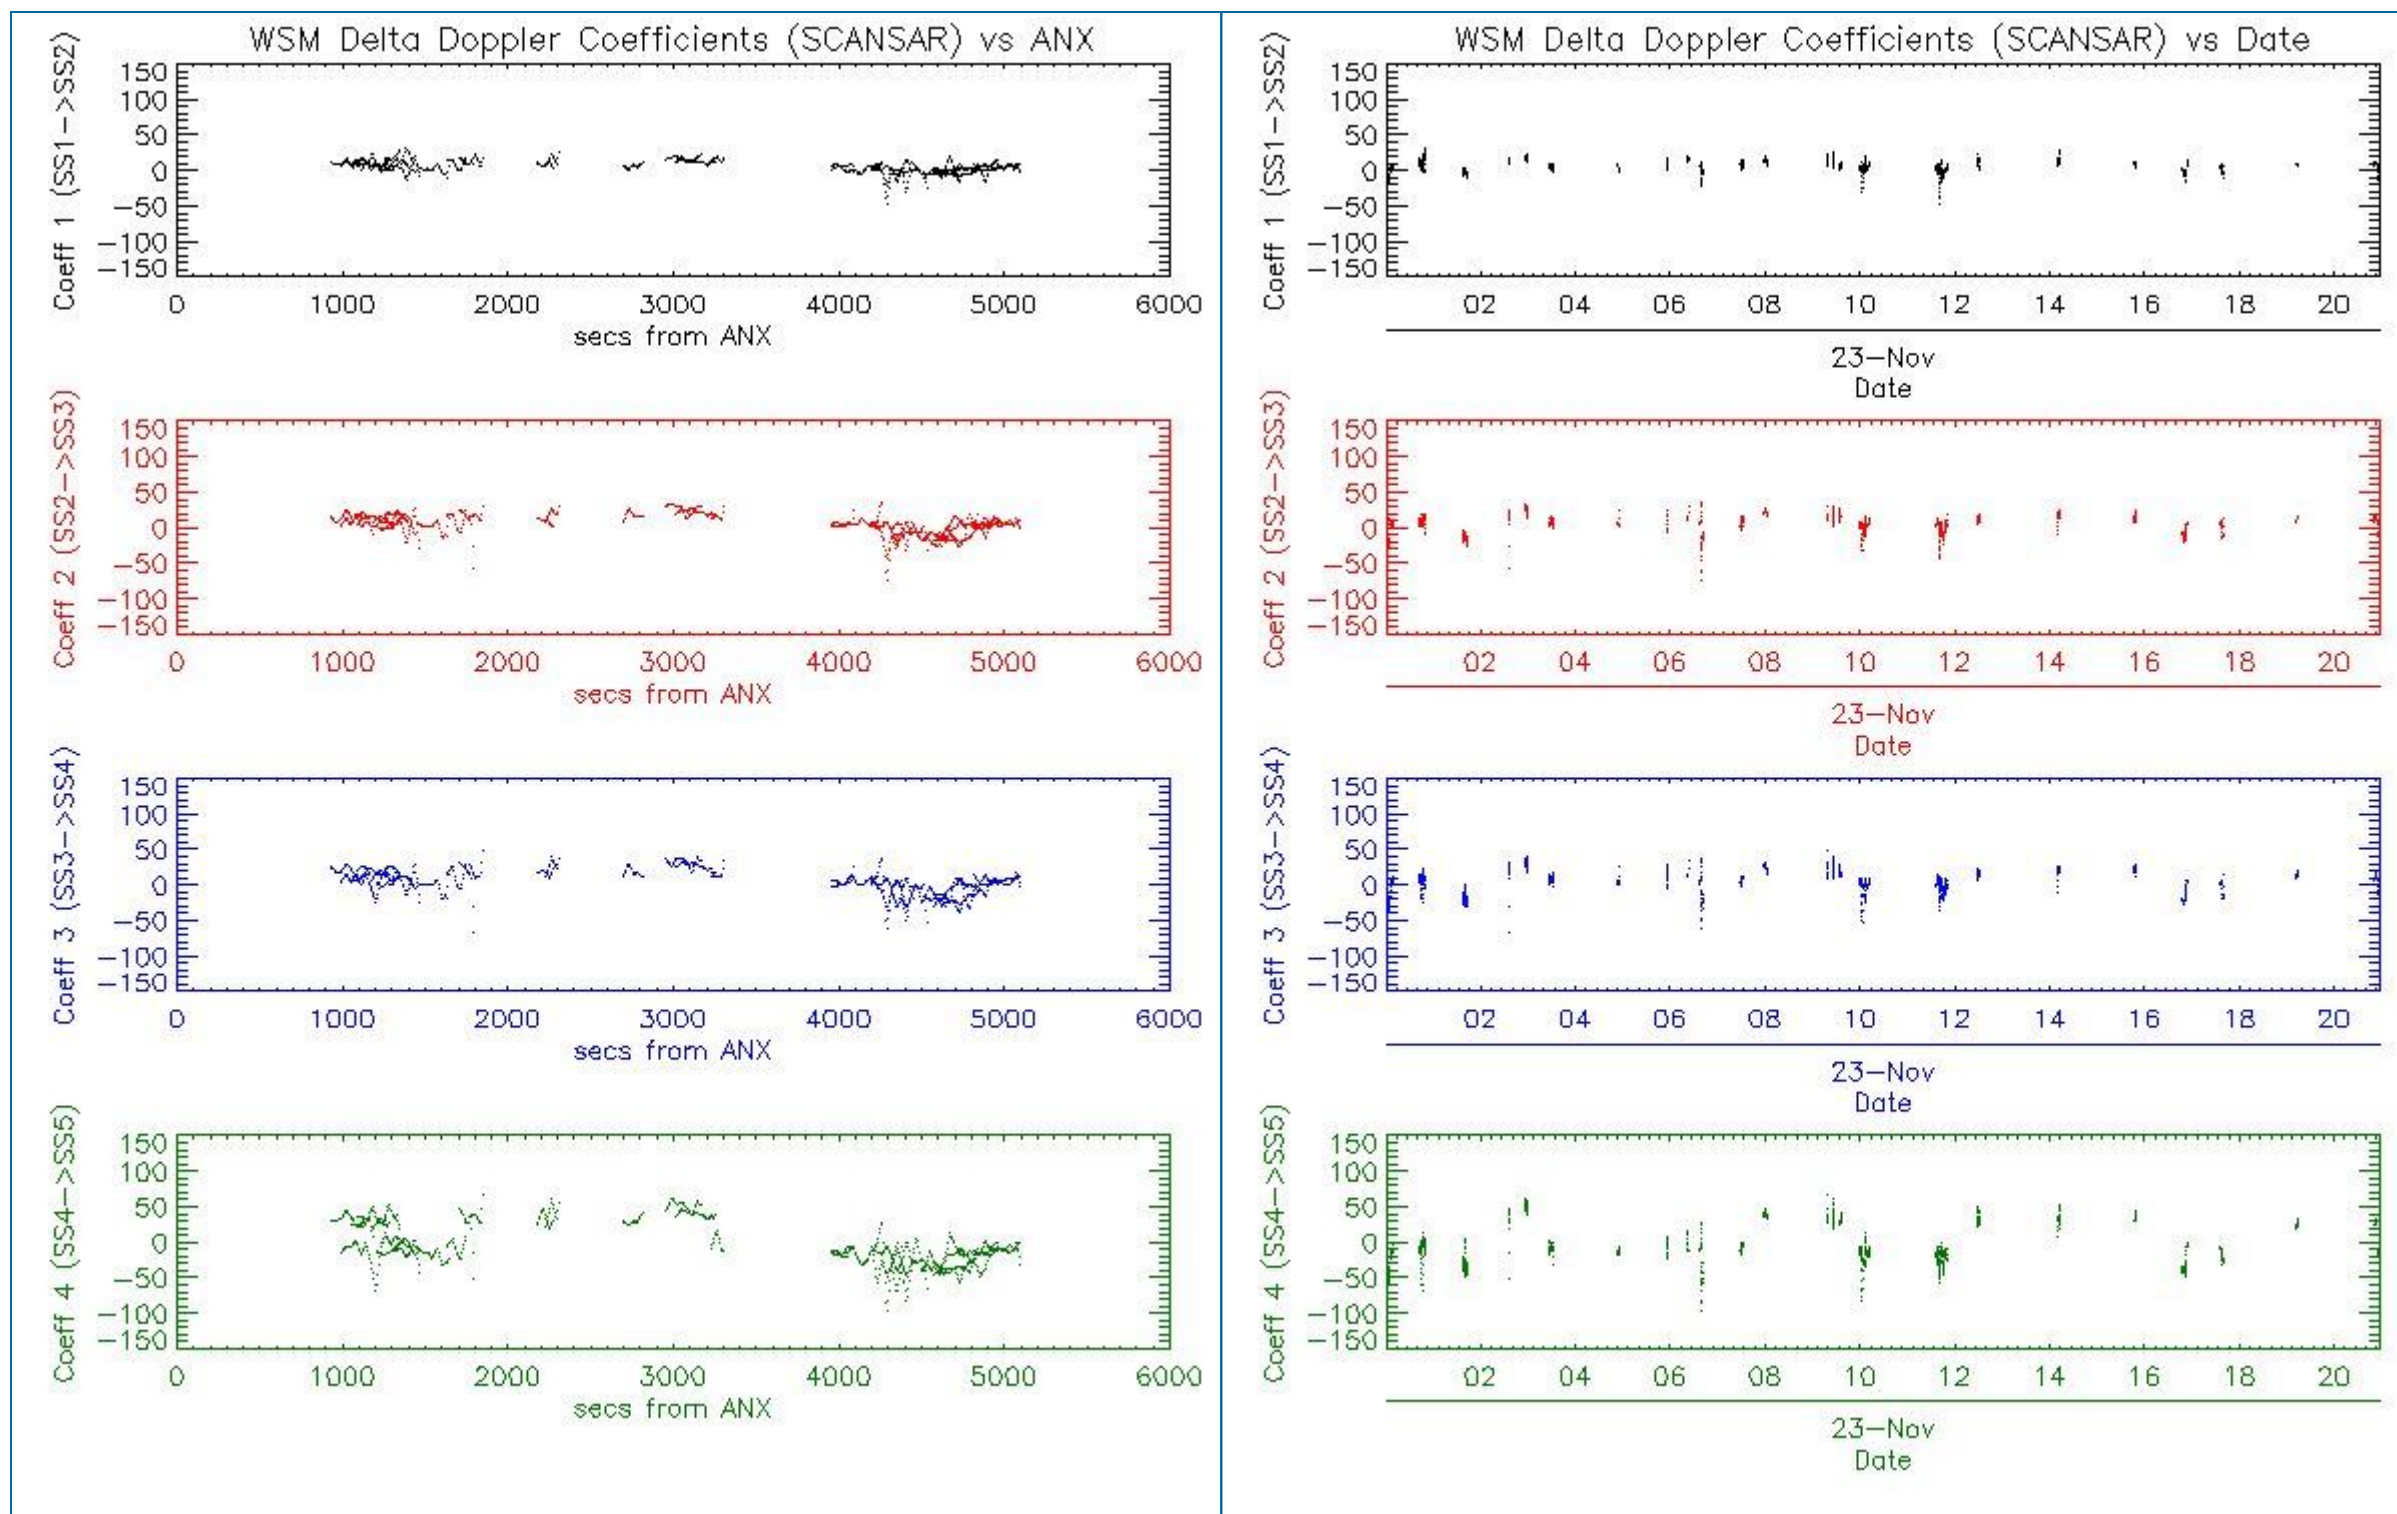 WSM Delta Doppler Coefficients (SCANSAR) vs ANX
Coeff 1 (SS1->SS2)
150
100
50
0
-50
-100
-150
0 1000 2000 3000 4000 5000 6000
secs from ANX
Coeff 2 (SS2->SS3)
150
100
50
0
-50
-100
-150
0 1000 2000 3000 4000 5000 6000
secs from ANX
Coeff 3 (SS3->SS4)
150
100
50
0
-50
-100
-150
0 1000 2000 3000 4000 5000 6000
secs from ANX
Coeff 4 (SS4->SS5)
150
100
50
0
-50
-100
-150
0 1000 2000 3000 4000 5000 6000
secs from ANX
WSM Delta Doppler Coefficients (SCANSAR) vs Date
Coeff 1 (SS1->SS2)
150
100
50
0
-50
-100
-150
02 04 06 08 10 12 14 16 18 20
23-Nov
Date
Coeff 2 (SS2->SS3)
150
100
50
0
-50
-100
-150
02 04 06 08 10 12 14 16 18 20
23-Nov
Date
Coeff 3 (SS3->SS4)
150
100
50
0
-50
-100
-150
02 04 06 08 10 12 14 16 18 20
23-Nov
Date
Coeff 4 (SS4->SS5)
150
100
50
0
-50
-100
-150
02 04 06 08 10 12 14 16 18 20
23-Nov
Date